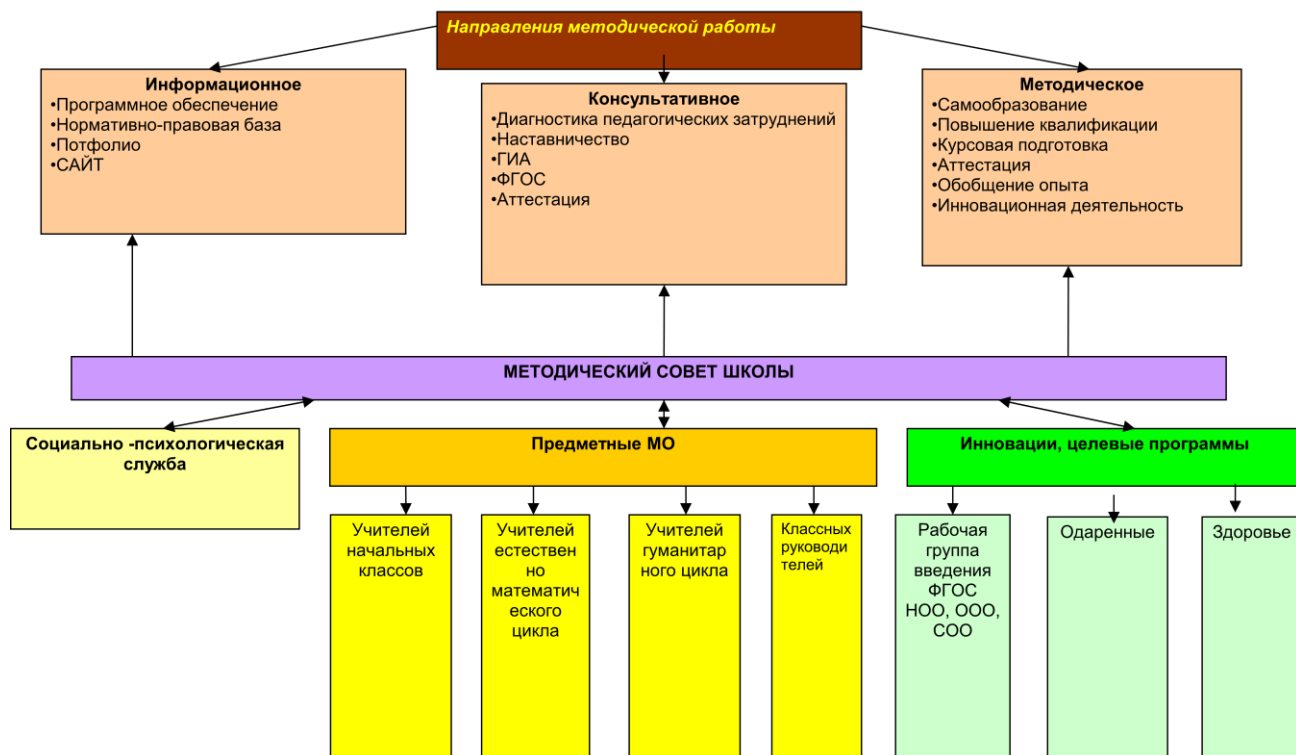 Направления методической работы
Информационное
•Программное обеспечение
•Нормативно-правовая база
•Потфолио
•САЙТ
Консультативное
•Диагностика педагогических затруднений
•Наставничество
•ГИА
•ФГОС
•Аттестация
Методическое
•Самообразование
•Повышение квалификации
•Курсовая подготовка
•Аттестация
•Обобщение опыта
•Инновационная деятельность
МЕТОДИЧЕСКИЙ СОВЕТ ШКОЛЫ
Социально -психологическая
служба
Предметные МО
Инновации, целевые программы
Учителей
начальных
классов
Учителей
естествен
но
математич
еского
цикла
Учителей
гуманитар
ного цикла
Классных
руководи
телей
Рабочая
группа
введения
ФГОС
НОО, ООО,
СОО
Одаренные
Здоровье